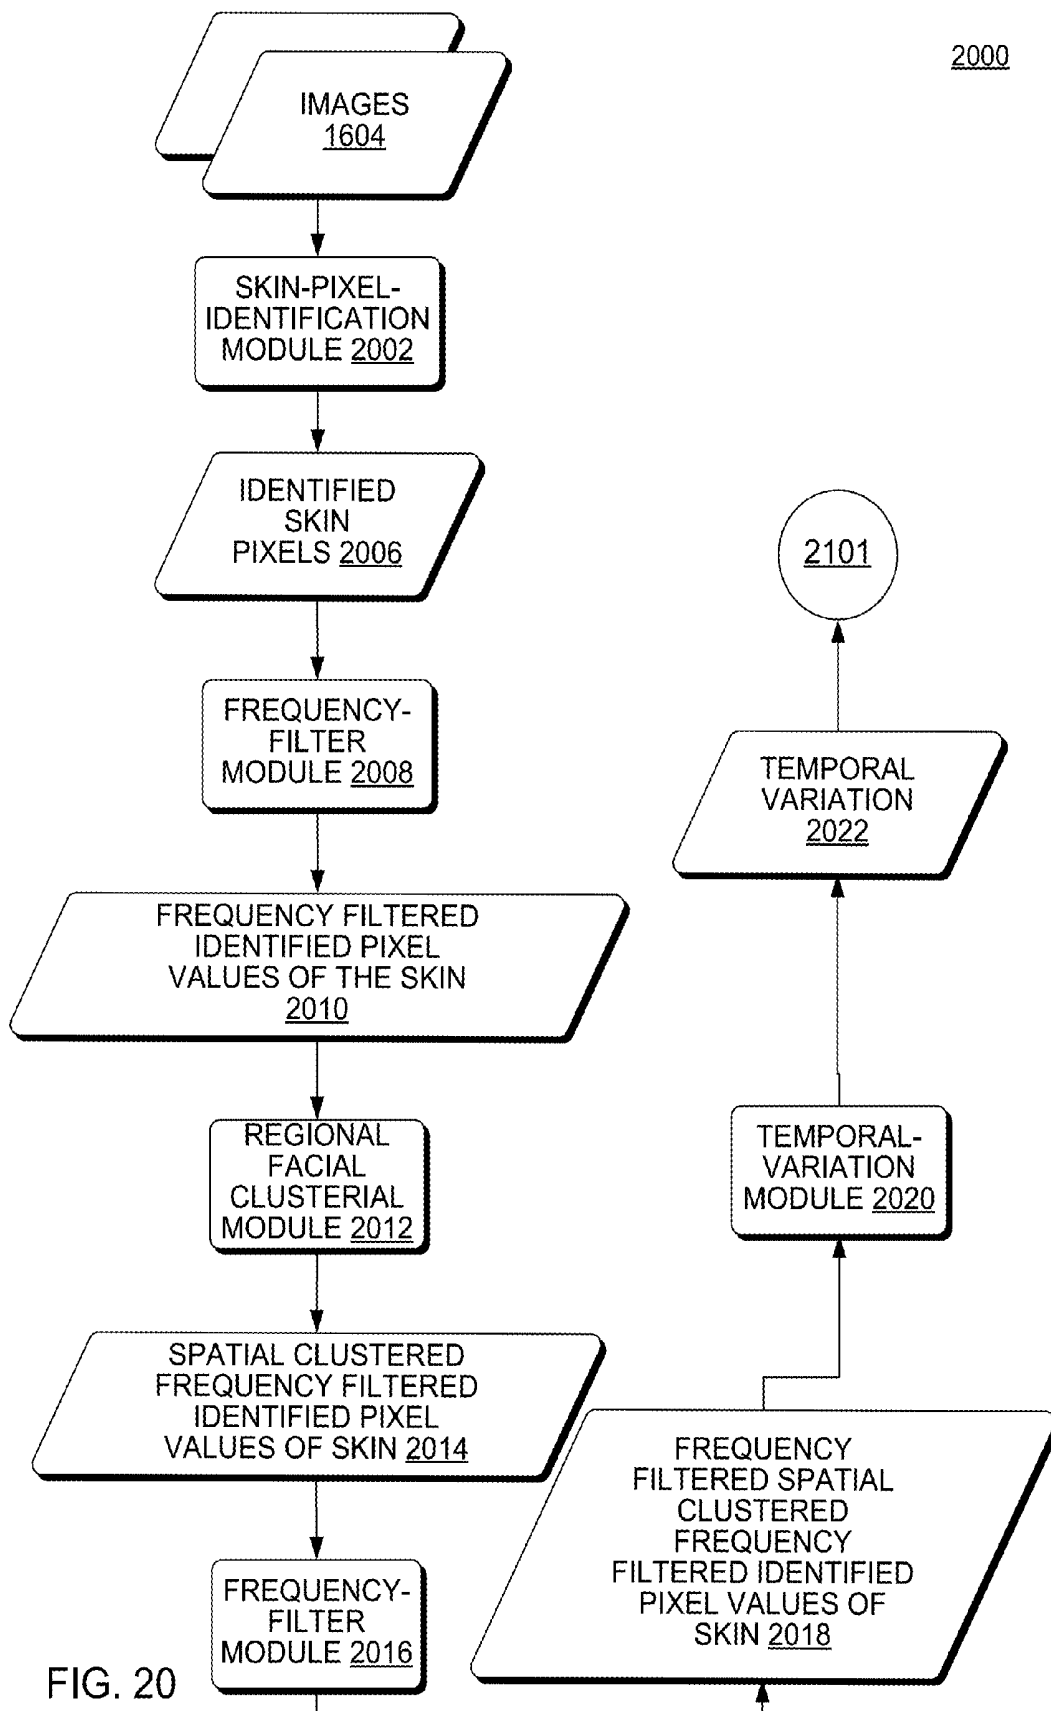 2000
IMAGES
1604
SKIN-PIXEL-
IDENTIFICATION
MODULE 2002
IDENTIFIED
SKIN
PIXELS 2006
FREQUENCY-
FILTER
MODULE 2008
FREQUENCY FILTERED
IDENTIFIED PIXEL
VALUES OF THE SKIN
2010
REGIONAL
FACIAL
CLUSTERIAL
MODULE 2012
SPATIAL CLUSTERED
FREQUENCY FILTERED
IDENTIFIED PIXEL
VALUES OF SKIN 2014
FREQUENCY-
FILTER
MODULE 2016
FREQUENCY
FILTERED SPATIAL
CLUSTERED
FREQUENCY
FILTERED IDENTIFIED
PIXEL VALUES OF
SKIN 2018
TEMPORAL-
VARIATION
MODULE 2020
TEMPORAL
VARIATION
2022
2101
FIG. 20